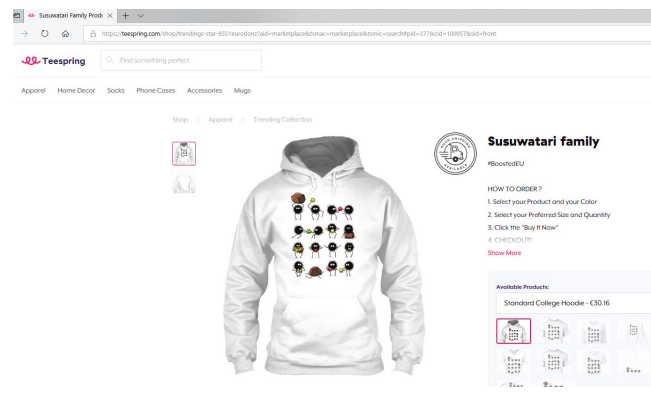 Susuwatari Family Produ
https://teespring.com/shop/trendings-star-8551eurodonz?aid=marketplace&tsmac=marketplace&tsmic=search#pid=377&cid=100057&sid=front
Teespring
Find something perfect
Apparel Home Decor Socks Phone Cases Accessories Mugs
Shop > Apparel > Trending Collection
AVAILABLE
Susuwatari family
#BoostedEU
HOW TO ORDER ?
1. Select your Product and your Color
2. Select your Preferred Size and Quantity
3. Click the "Buy It Now"
4. CHECKOUT!
Show More
Available Products:
Standard College Hoodie - €30.16